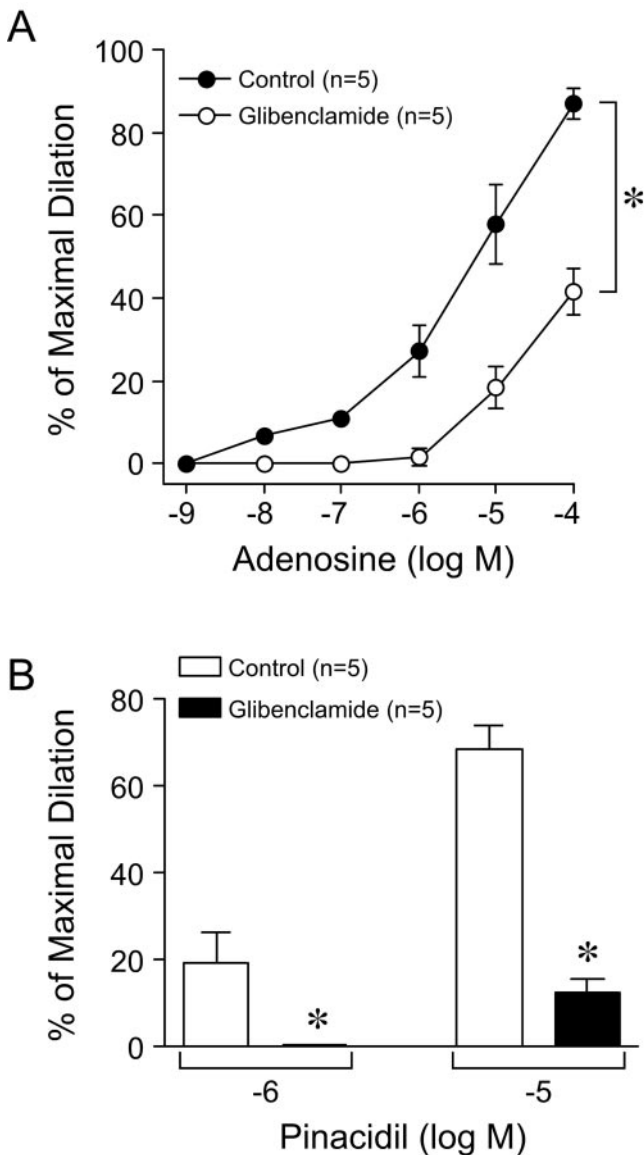 A
100
80
60
40
20
0
% of Maximal Dilation
Control (n=5)
Glibenclamide (n=5)
*
-9 -8 -7 -6 -5 -4
Adenosine (log M)
B
Control (n=5)
Glibenclamide (n=5)
80
60
40
20
0
% of Maximal Dilation
*
*
-6 -5
Pinacidil (log M)